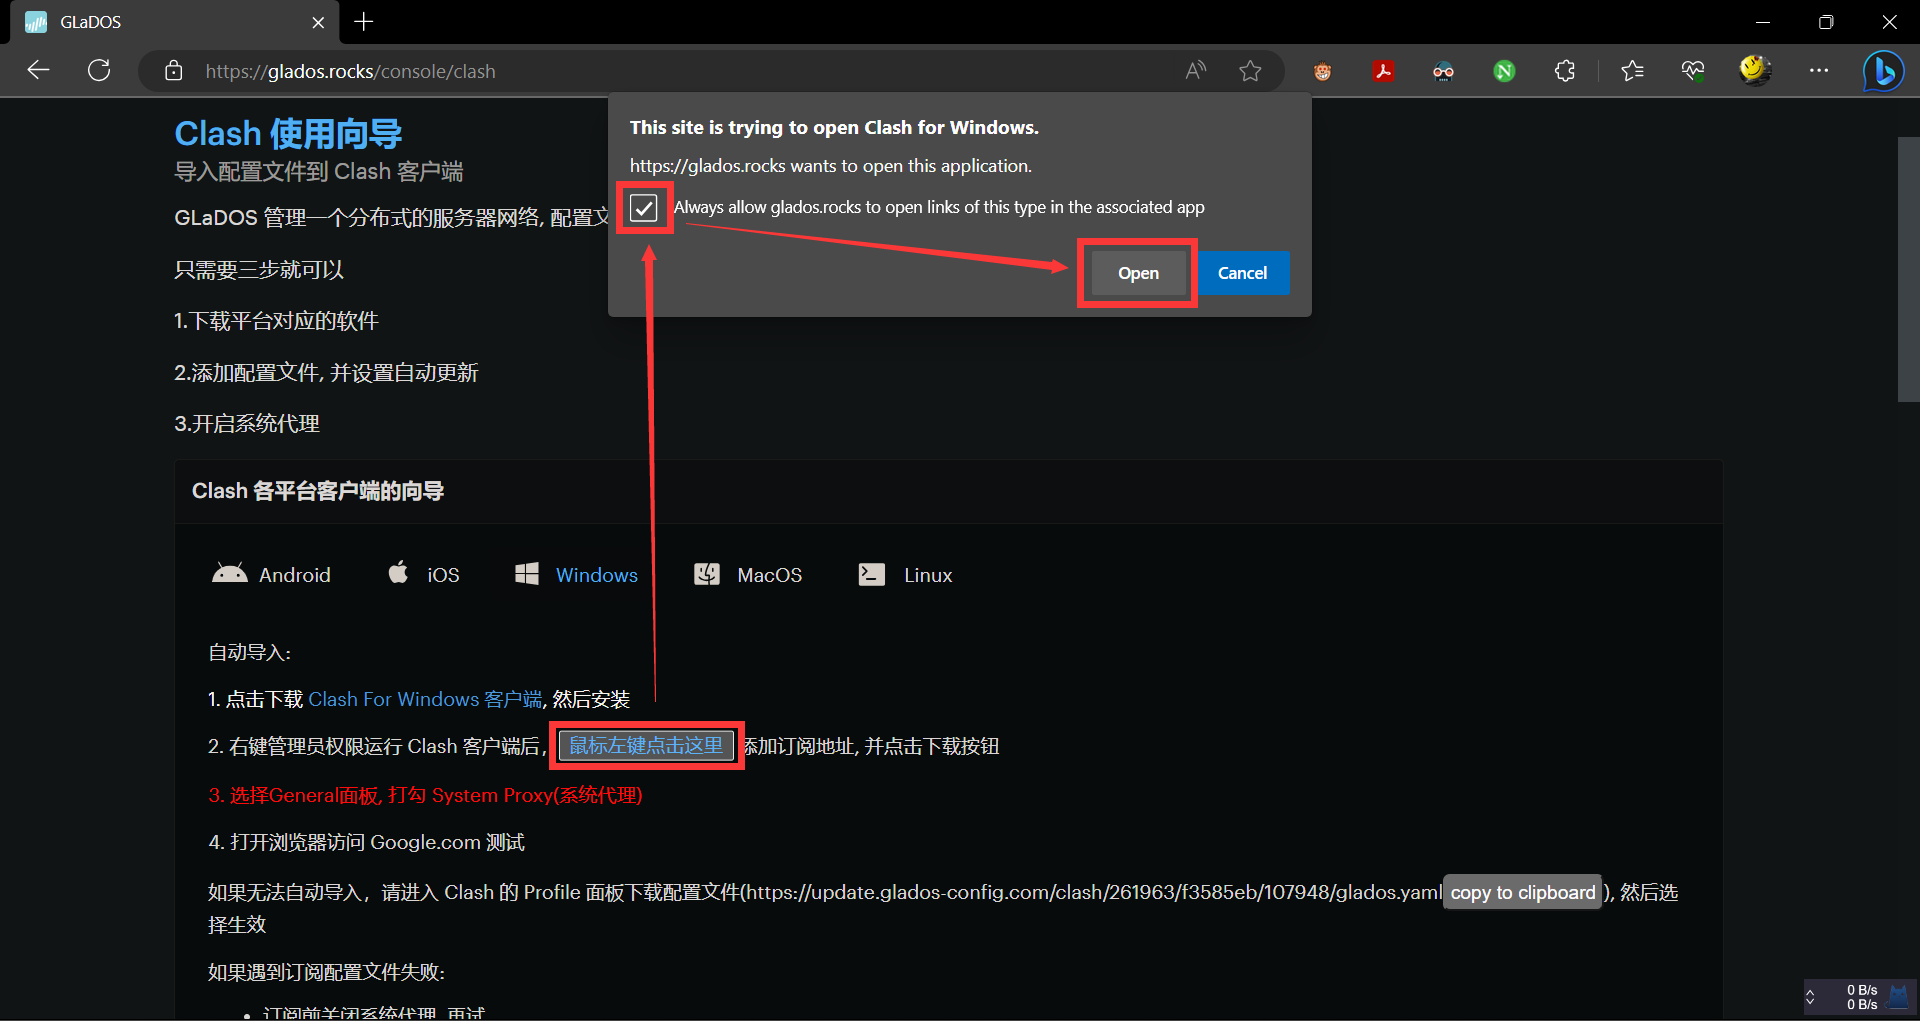 GLaDOS
https://glados.rocks/console/clash
This site is trying to open Clash for Windows.
https://glados.rocks wants to open this application.
Always allow glados.rocks to open links of this type in the associated app
Open
Cancel
Clash 使用向导
导入配置文件到 Clash 客户端
GLaDOS 管理一个分布式的服务器网络, 配置文
只需要三步就可以
1.下载平台对应的软件
2.添加配置文件, 并设置自动更新
3.开启系统代理
Clash 各平台客户端的向导
Android
iOS
Windows
MacOS
Linux
自动导入:
1. 点击下载 Clash For Windows 客户端, 然后安装
2. 右键管理员权限运行 Clash 客户端后, 鼠标左键点击这里 添加订阅地址, 并点击下载按钮
3. 选择General面板, 打勾 System Proxy(系统代理)
4. 打开浏览器访问 Google.com 测试
如果无法自动导入，请进入 Clash 的 Profile 面板下载配置文件(https://update.glados-config.com/clash/261963/f3585eb/107948/glados.yaml copy to clipboard ), 然后选
择生效
如果遇到订阅配置文件失败:
• 订阅前关闭系统代理, 再试
0 B/s
0 B/s